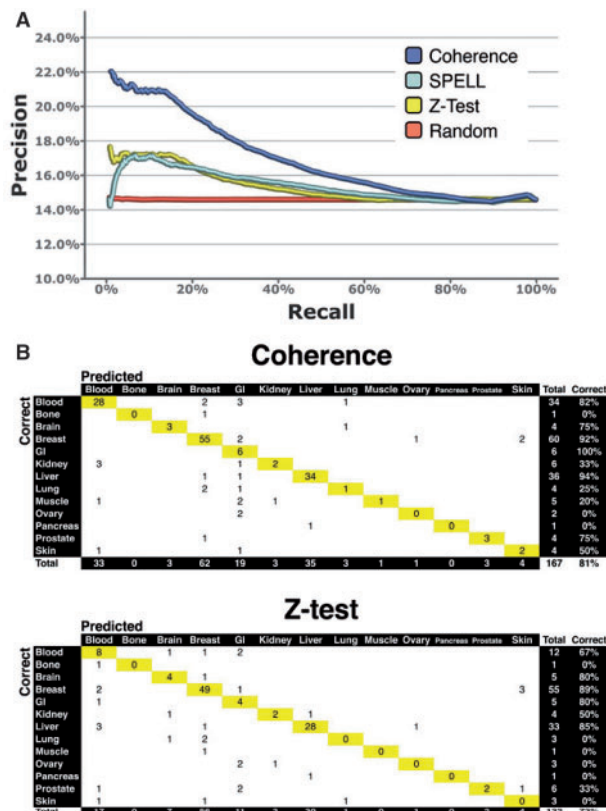 A
24.0%
22.0%
20.0%
18.0%
16.0%
14.0%
12.0%
10.0%
Precision
Coherence
SPELL
Z-Test
Random
0% 20% 40% 60% 80% 100%
Recall
B
Coherence
Predicted
Correct
Blood Bone Brain Breast GI Kidney Liver Lung Muscle Ovary Pancreas Prostate Skin Total Correct
Blood 28 2 3 1 34 82%
Bone 0 1 1 0%
Brain 3 1 4 75%
Breast 55 2 1 2 60 92%
GI 6 6 100%
Kidney 3 1 2 6 33%
Liver 1 1 34 36 94%
Lung 2 1 1 4 25%
Muscle 1 2 1 1 5 20%
Ovary 2 0 2 0%
Pancreas 1 0 1 0%
Prostate 1 3 4 75%
Skin 1 1 2 4 50%
Total 33 0 3 62 19 3 35 3 1 1 0 3 4 167 81%
Z-test
Predicted
Correct
Blood Bone Brain Breast GI Kidney Liver Lung Muscle Ovary Pancreas Prostate Skin Total Correct
Blood 8 1 1 2 12 67%
Bone 1 0 1 0%
Brain 4 1 5 80%
Breast 2 49 1 3 55 89%
GI 1 4 5 80%
Kidney 1 2 1 4 50%
Liver 3 1 28 1 33 85%
Lung 1 2 0 3 0%
Muscle 1 0 1 0%
Ovary 2 1 0 3 0%
Pancreas 1 0 1 0%
Prostate 1 2 2 1 6 33%
Skin 1 1 1 0 3 0%